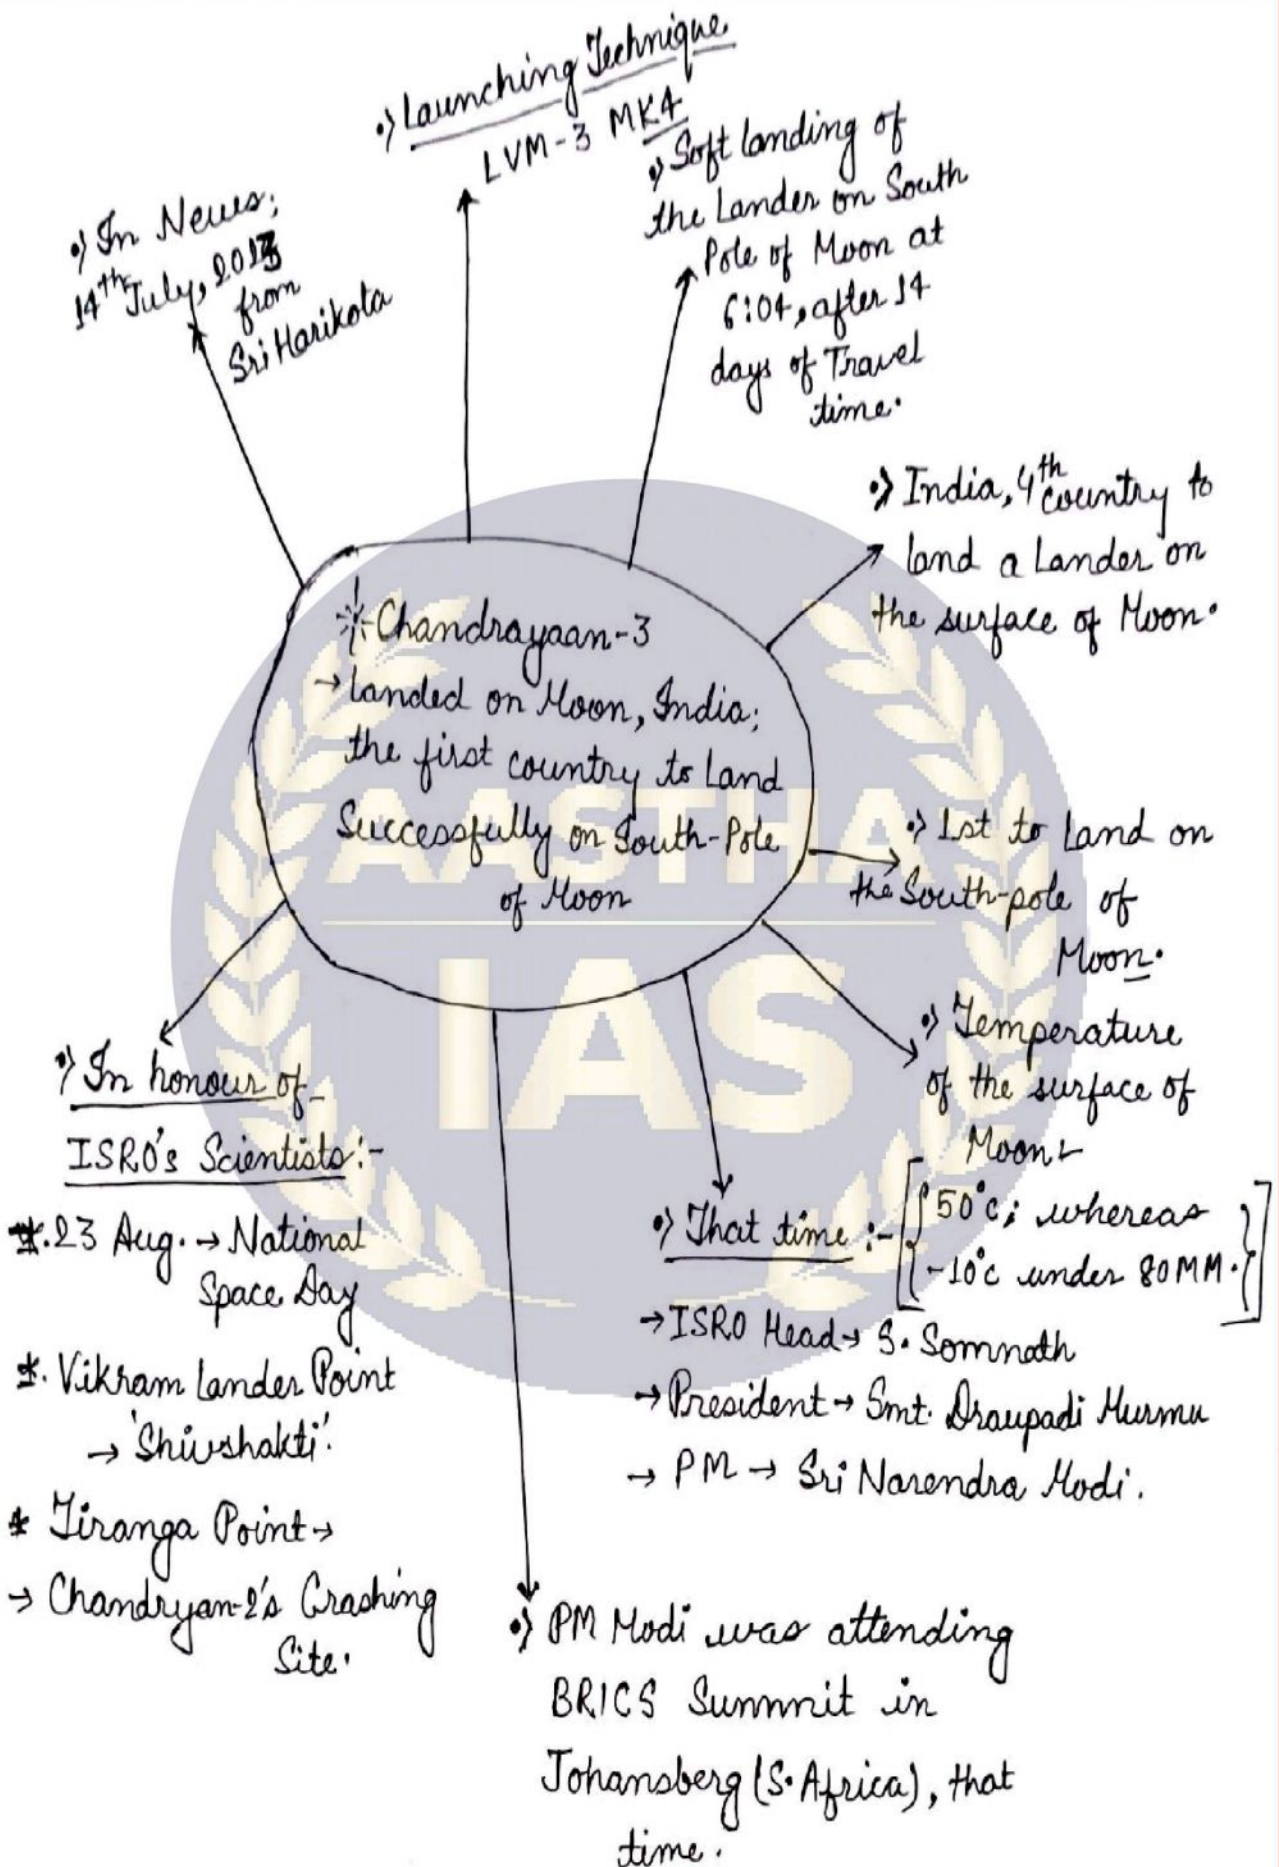 •) Launching Technique
LVM-3 MK4
•) In News;
14th July, 2023
from
SriHarikota
•) Soft landing of
the Lander on South
Pole of Moon at
6:04, after 14
days of Travel
time.
•) India, 4th country to
land a Lander on
the surface of Moon.
Chandrayaan-3
→ landed on Moon, India;
the first country to Land
Successfully on South-Pole
of Moon
AASTHA
IAS
•) 1st to Land on
the South-pole of
Moon.
•) Temperature
of the surface of
Moon
50°c; whereas
-10°c under 80MM.
•) That time :-
→ ISRO Head → S. Somnath
→ President → Smt. Draupadi Murmu
→ PM → Sri Narendra Modi.
•) In honour of
ISRO's Scientists:-
*. 23 Aug. → National
Space Day
*. Vikram Lander Point
→ 'Shivshakti'.
* Tiranga Point →
→ Chandryan-2's Crashing
Site.
•) PM Modi was attending
BRICS Summit in
Johansberg (S.Africa), that
time.